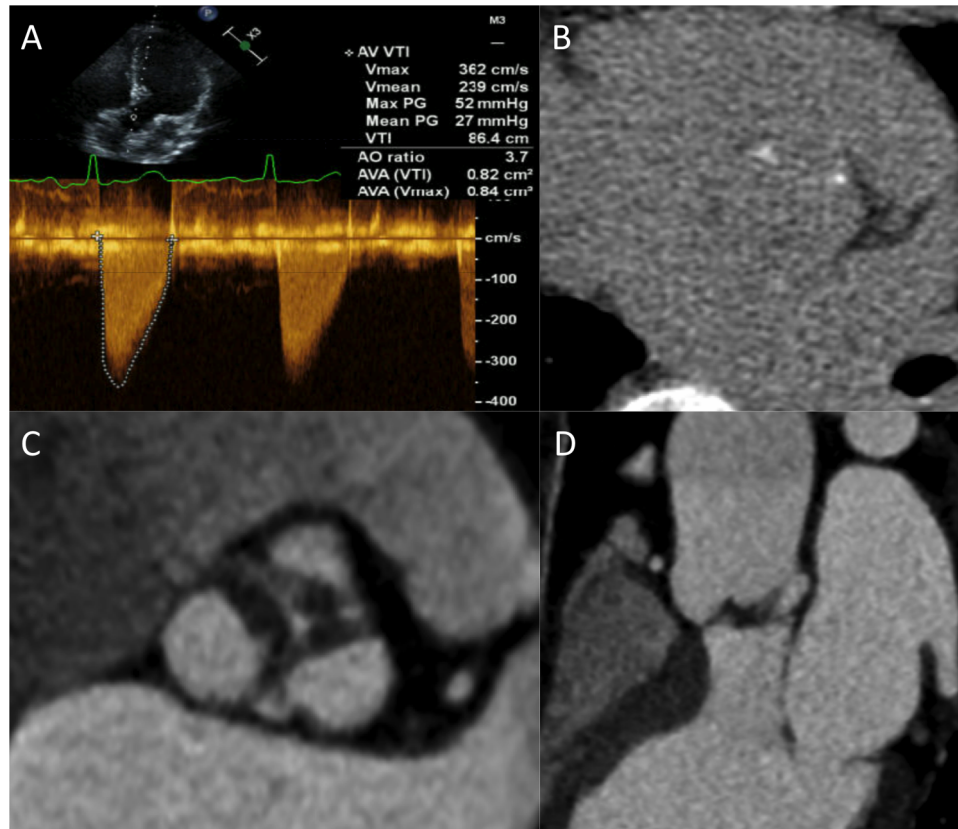 A
P
X3
M3
AV VTI
Vmax 362 cm/s
Vmean 239 cm/s
Max PG 52 mmHg
Mean PG 27 mmHg
VTI 86.4 cm
AO ratio 3.7
AVA (VTI) 0.82 cm²
AVA (Vmax) 0.84 cm²
cm/s
-100
-200
-300
-400
B
C
D